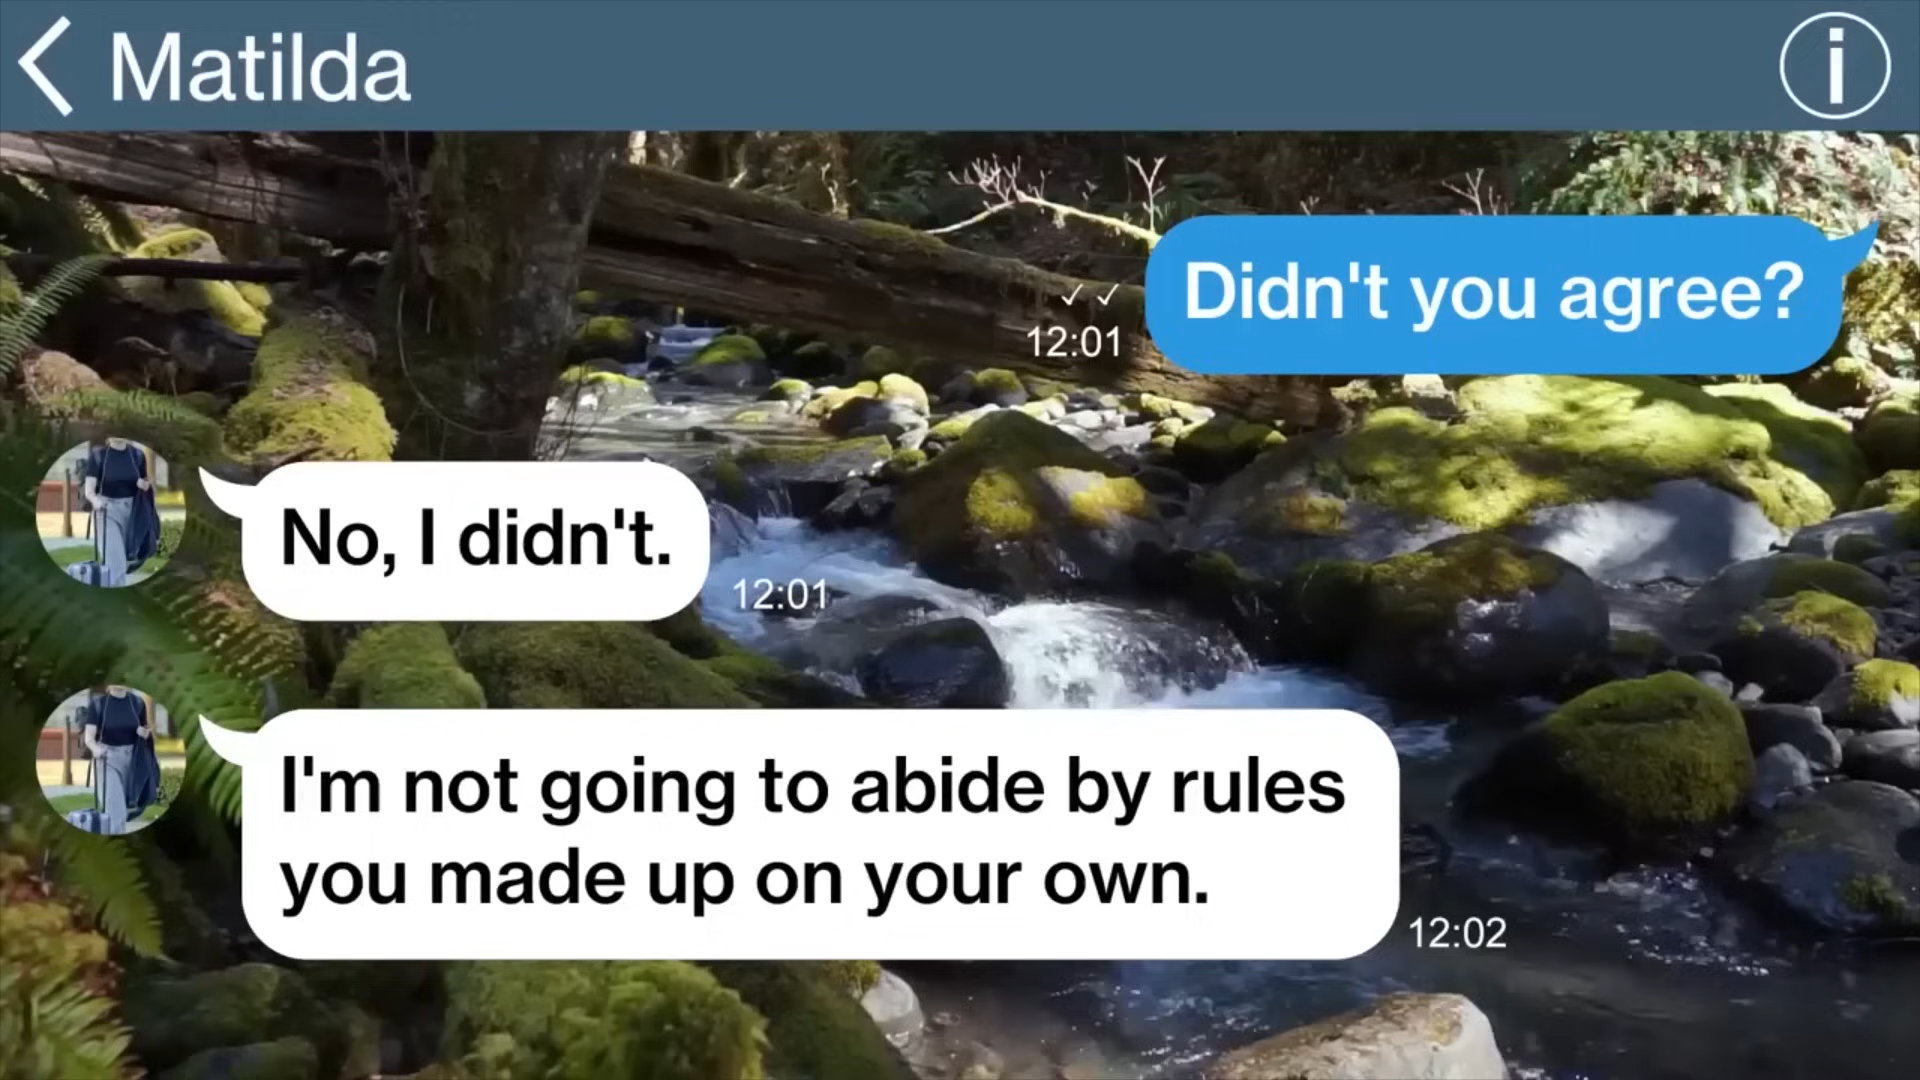 Matilda
Didn't you agree?
✓ ✓
12:01
No, I didn't.
12:01
I'm not going to abide by rules
you made up on your own.
12:02